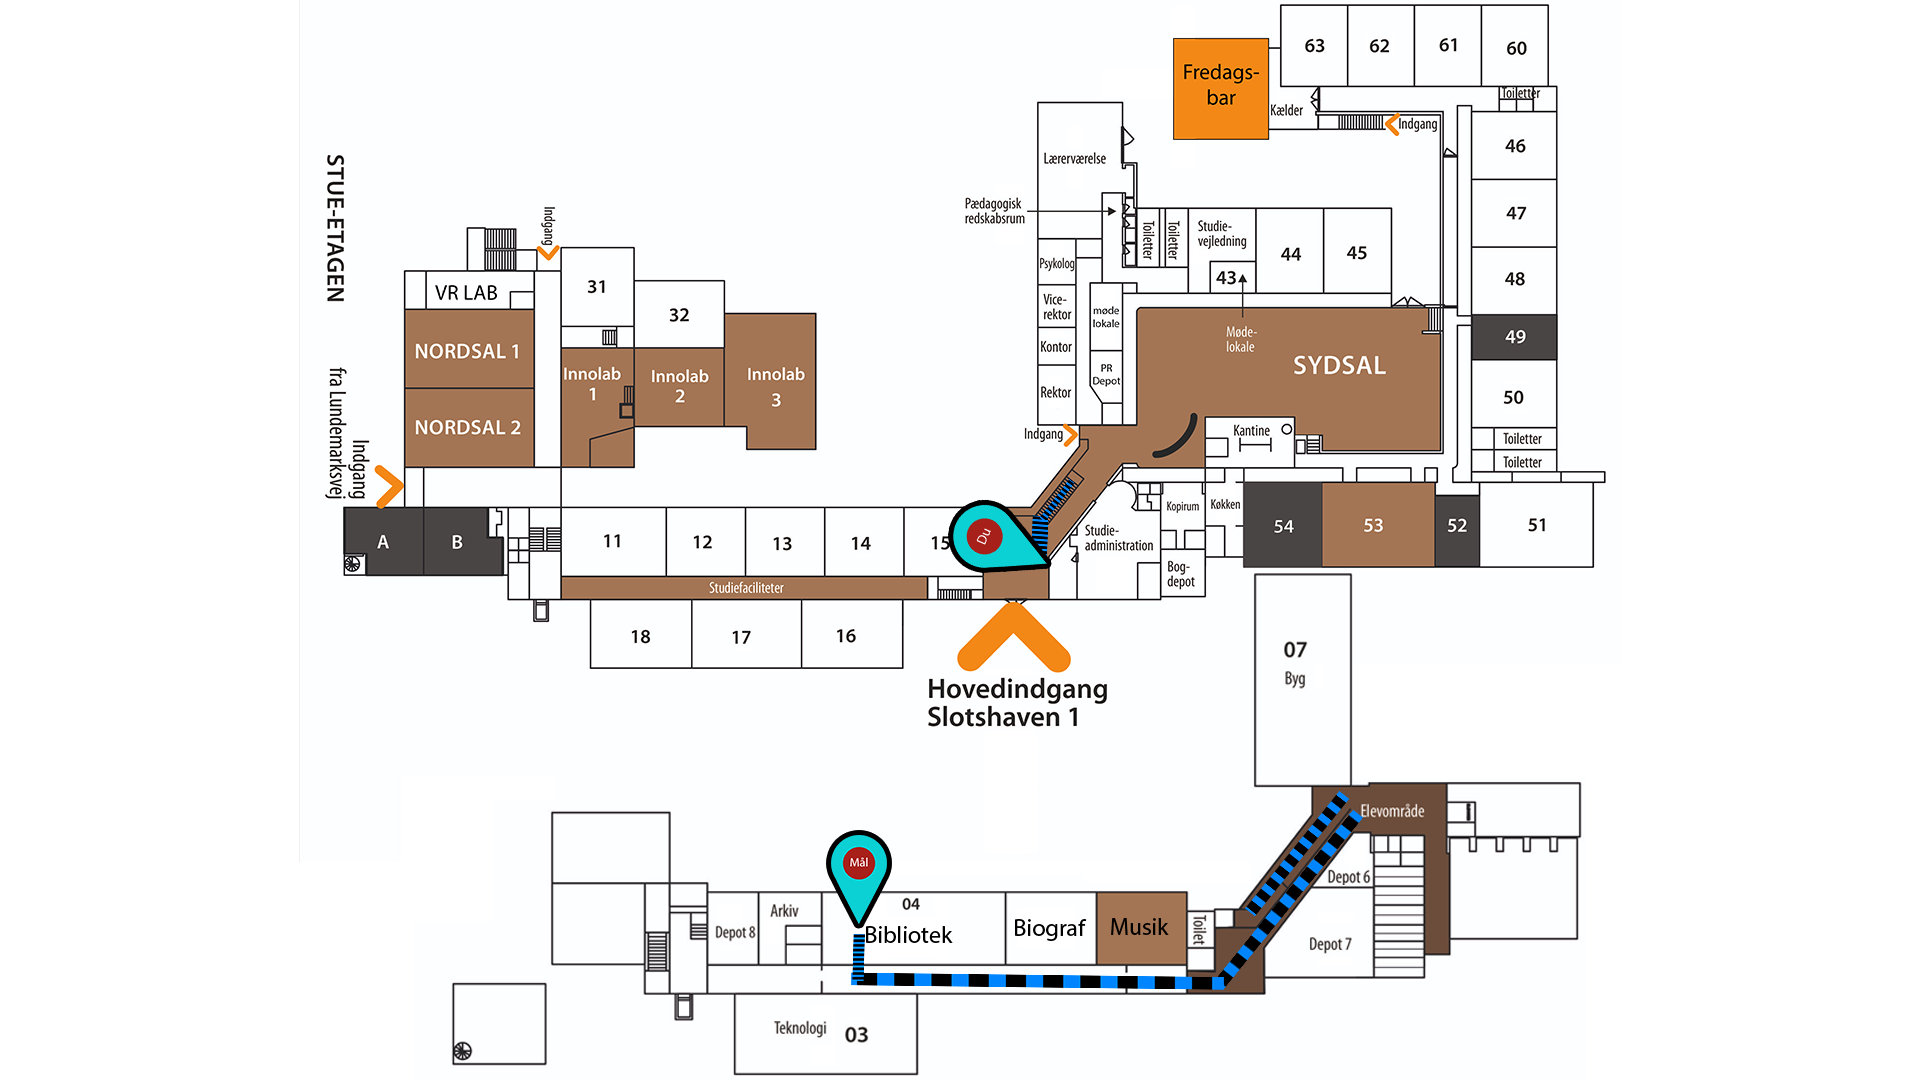 STUE-ETAGEN
fra Lundemarksvej
Indgang
Indgang
VR LAB
NORDSAL 1
NORDSAL 2
31
32
Innolab
1
Innolab
2
Innolab
3
A
B
11
12
13
14
15
Du
Studiefaciliteter
18
17
16
Hovedindgang
Slotshaven 1
Fredags-
bar
Kælder
Indgang
63
62
61
60
Toiletter
46
47
48
49
50
Toiletter
Toiletter
Lærerværelse
Pædagogisk
redskabsrum
Toiletter
Toiletter
Studie-
vejledning
43
44
45
Psykolog
Vice-
rektor
Kontor
Rektor
møde
lokale
PR
Depot
Møde-
lokale
SYDSAL
Indgang
Kantine
Studie-
administration
Kopirum
Køkken
Bog-
depot
54
53
52
51
07
Byg
Elevområde
Depot 6
Depot 7
Mål
Depot 8
Arkiv
04
Bibliotek
Biograf
Musik
Toilet
Teknologi
03